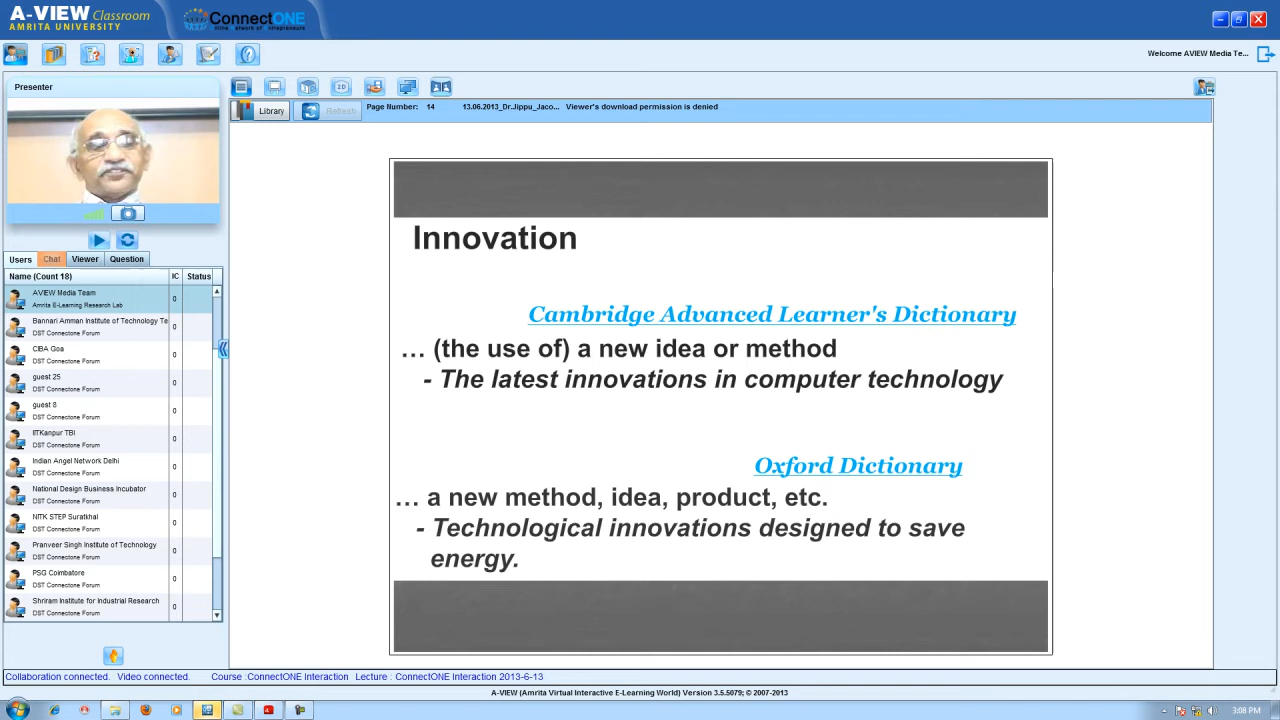 A-VIEW Classroom
AMRITA UNIVERSITY
ConnectONE
Welcome AVIEW Media Te...
Presenter
Library
Refresh
Page Number: 14
13.06.2013_Dr.Jippu_Jaco...
Viewer's download permission is denied
2D
Users
Chat
Viewer
Question
Name (Count 18)
IC
Status
AVIEW Media Team
Amrita E-Learning Research Lab
0
Bannari Amman Institute of Technology Te
DST Connectone Forum
0
CIBA Goa
DST Connectone Forum
0
guest 25
DST Connectone Forum
0
guest 8
DST Connectone Forum
0
IITKanpur TBI
DST Connectone Forum
0
Indian Angel Network Delhi
DST Connectone Forum
0
National Design Business Incubator
DST Connectone Forum
0
NITK STEP Suratkhal
DST Connectone Forum
0
Pranveer Singh Institute of Technology
DST Connectone Forum
0
PSG Coimbatore
DST Connectone Forum
0
Shriram Institute for Industrial Research
DST Connectone Forum
0
Innovation
Cambridge Advanced Learner's Dictionary
… (the use of) a new idea or method
- The latest innovations in computer technology
Oxford Dictionary
… a new method, idea, product, etc.
- Technological innovations designed to save
energy.
Collaboration connected. Video connected. Course :ConnectONE Interaction Lecture : ConnectONE Interaction 2013-6-13
A-VIEW (Amrita Virtual Interactive E-Learning World) Version 3.5.5079; © 2007-2013
3:08 PM